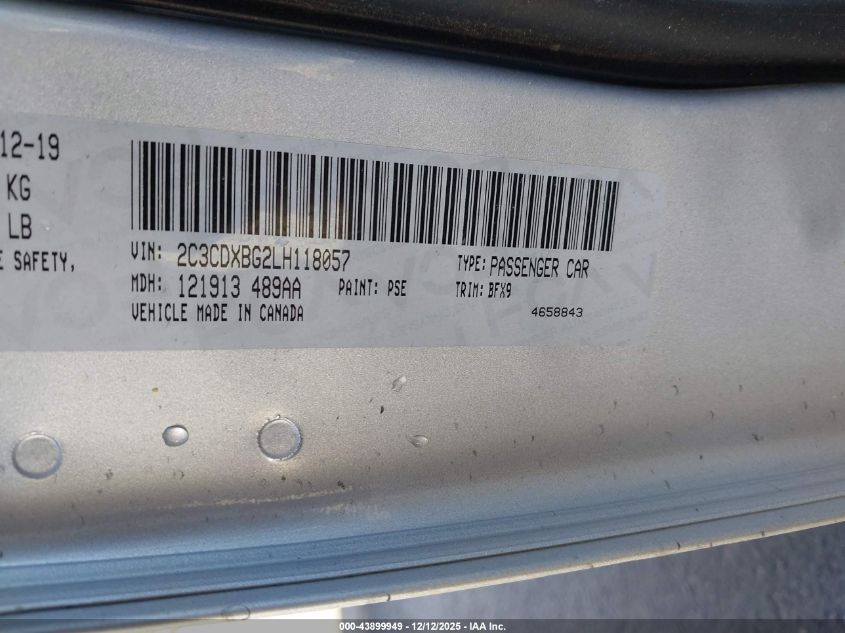 12-19
KG
LB
E SAFETY,
VIN: 2C3CDXBG2LH118057 TYPE: PASSENGER CAR
MDH: 121913 489AA PAINT: PSE TRIM: BFX9
VEHICLE MADE IN CANADA 4658843
000-43899949 - 12/12/2025 - IAA Inc.